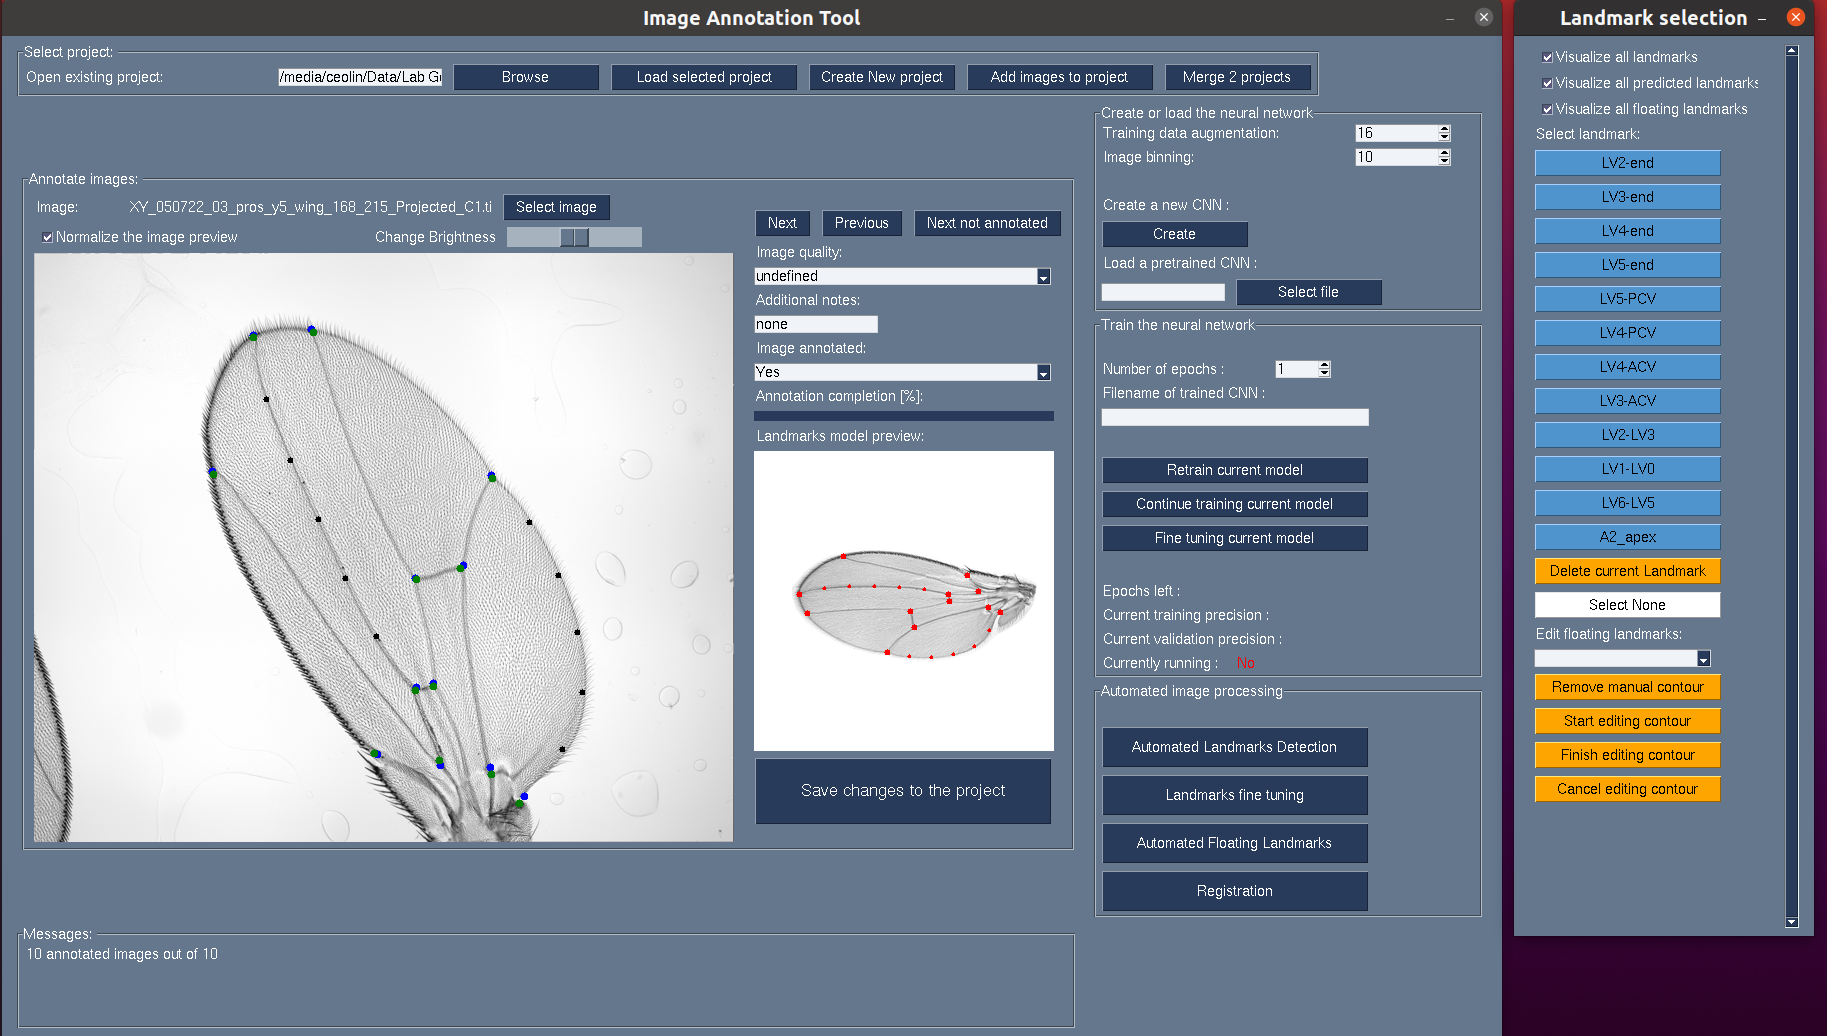 Image Annotation Tool
Select project:
Open existing project:
/media/ceolin/Data/Lab G
Browse
Load selected project
Create New project
Add images to project
Merge 2 projects
Annotate images:
Image:
XY_050722_03_pros_y5_wing_168_215_Projected_C1.ti
Select image
Normalize the image preview
Change Brightness
Next
Previous
Next not annotated
Image quality:
undefined
Additional notes:
none
Image annotated:
Yes
Annotation completion [%]:
Landmarks model preview:
Save changes to the project
Create or load the neural network
Training data augmentation:
16
Image binning:
10
Create a new CNN :
Create
Load a pretrained CNN :
Select file
Train the neural network
Number of epochs :
1
Filename of trained CNN :
Retrain current model
Continue training current model
Fine tuning current model
Epochs left :
Current training precision :
Current validation precision :
Currently running :
No
Automated image processing
Automated Landmarks Detection
Landmarks fine tuning
Automated Floating Landmarks
Registration
Messages:
10 annotated images out of 10
Landmark selection
Visualize all landmarks
Visualize all predicted landmarks
Visualize all floating landmarks
Select landmark:
LV2-end
LV3-end
LV4-end
LV5-end
LV5-PCV
LV4-PCV
LV4-ACV
LV3-ACV
LV2-LV3
LV1-LV0
LV6-LV5
A2_apex
Delete current Landmark
Select None
Edit floating landmarks:
Remove manual contour
Start editing contour
Finish editing contour
Cancel editing contour